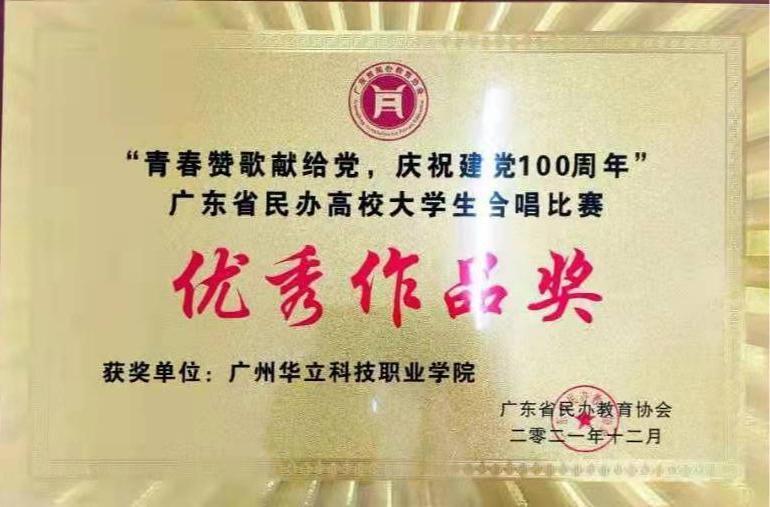 “青春赞歌献给党，庆祝建党100周年”
广东省民办高校大学生合唱比赛
优秀作品奖
获奖单位：广州华立科技职业学院
广东省民办教育协会
二零二一年十二月